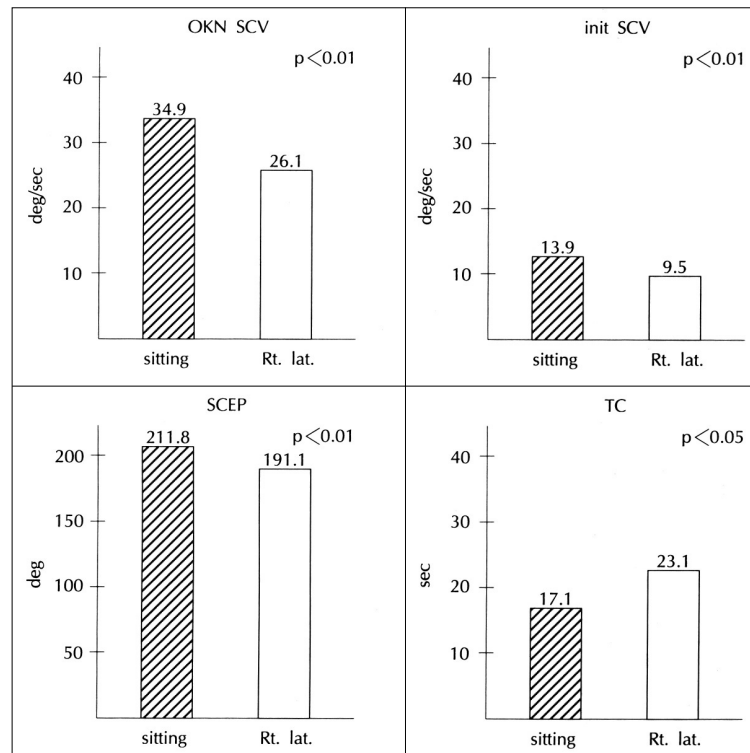 OKN SCV
p<0.01
40
34.9
30
26.1
20
10
deg/sec
sitting
Rt. lat.
init SCV
p<0.01
40
30
20
13.9
9.5
10
deg/sec
sitting
Rt. lat.
SCEP
p<0.01
211.8
200
191.1
150
100
50
deg
sitting
Rt. lat.
TC
p<0.05
40
30
23.1
20
17.1
10
sec
sitting
Rt. lat.